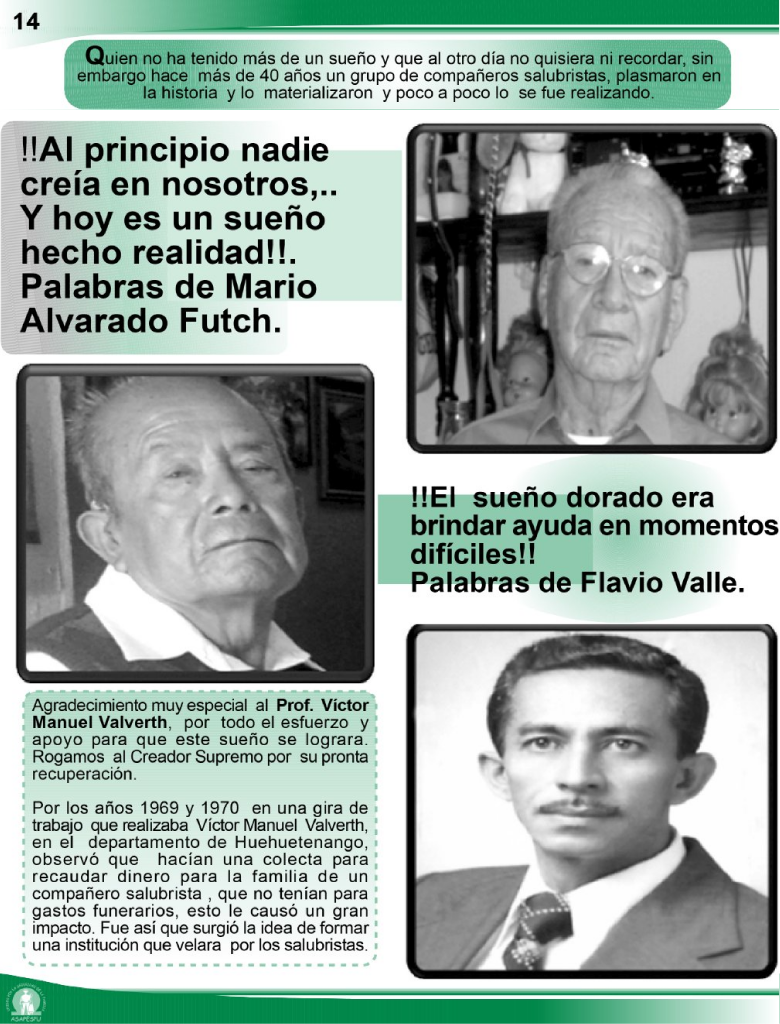 14
Quien no ha tenido más de un sueño y que al otro día no quisiera ni recordar, sin
embargo hace más de 40 años un grupo de compañeros salubristas, plasmaron en
la historia y lo materializaron y poco a poco lo se fue realizando.
!!Al principio nadie
creía en nosotros,..
Y hoy es un sueño
hecho realidad!!.
Palabras de Mario
Alvarado Futch.
!!El sueño dorado era
brindar ayuda en momentos
difíciles!!
Palabras de Flavio Valle.
Agradecimiento muy especial al Prof. Víctor
Manuel Valverth, por todo el esfuerzo y
apoyo para que este sueño se lograra.
Rogamos al Creador Supremo por su pronta
recuperación.
Por los años 1969 y 1970 en una gira de
trabajo que realizaba Víctor Manuel Valverth,
en el departamento de Huehuetenango,
observó que hacían una colecta para
recaudar dinero para la familia de un
compañero salubrista , que no tenían para
gastos funerarios, esto le causó un gran
impacto. Fue así que surgió la idea de formar
una institución que velara por los salubristas.